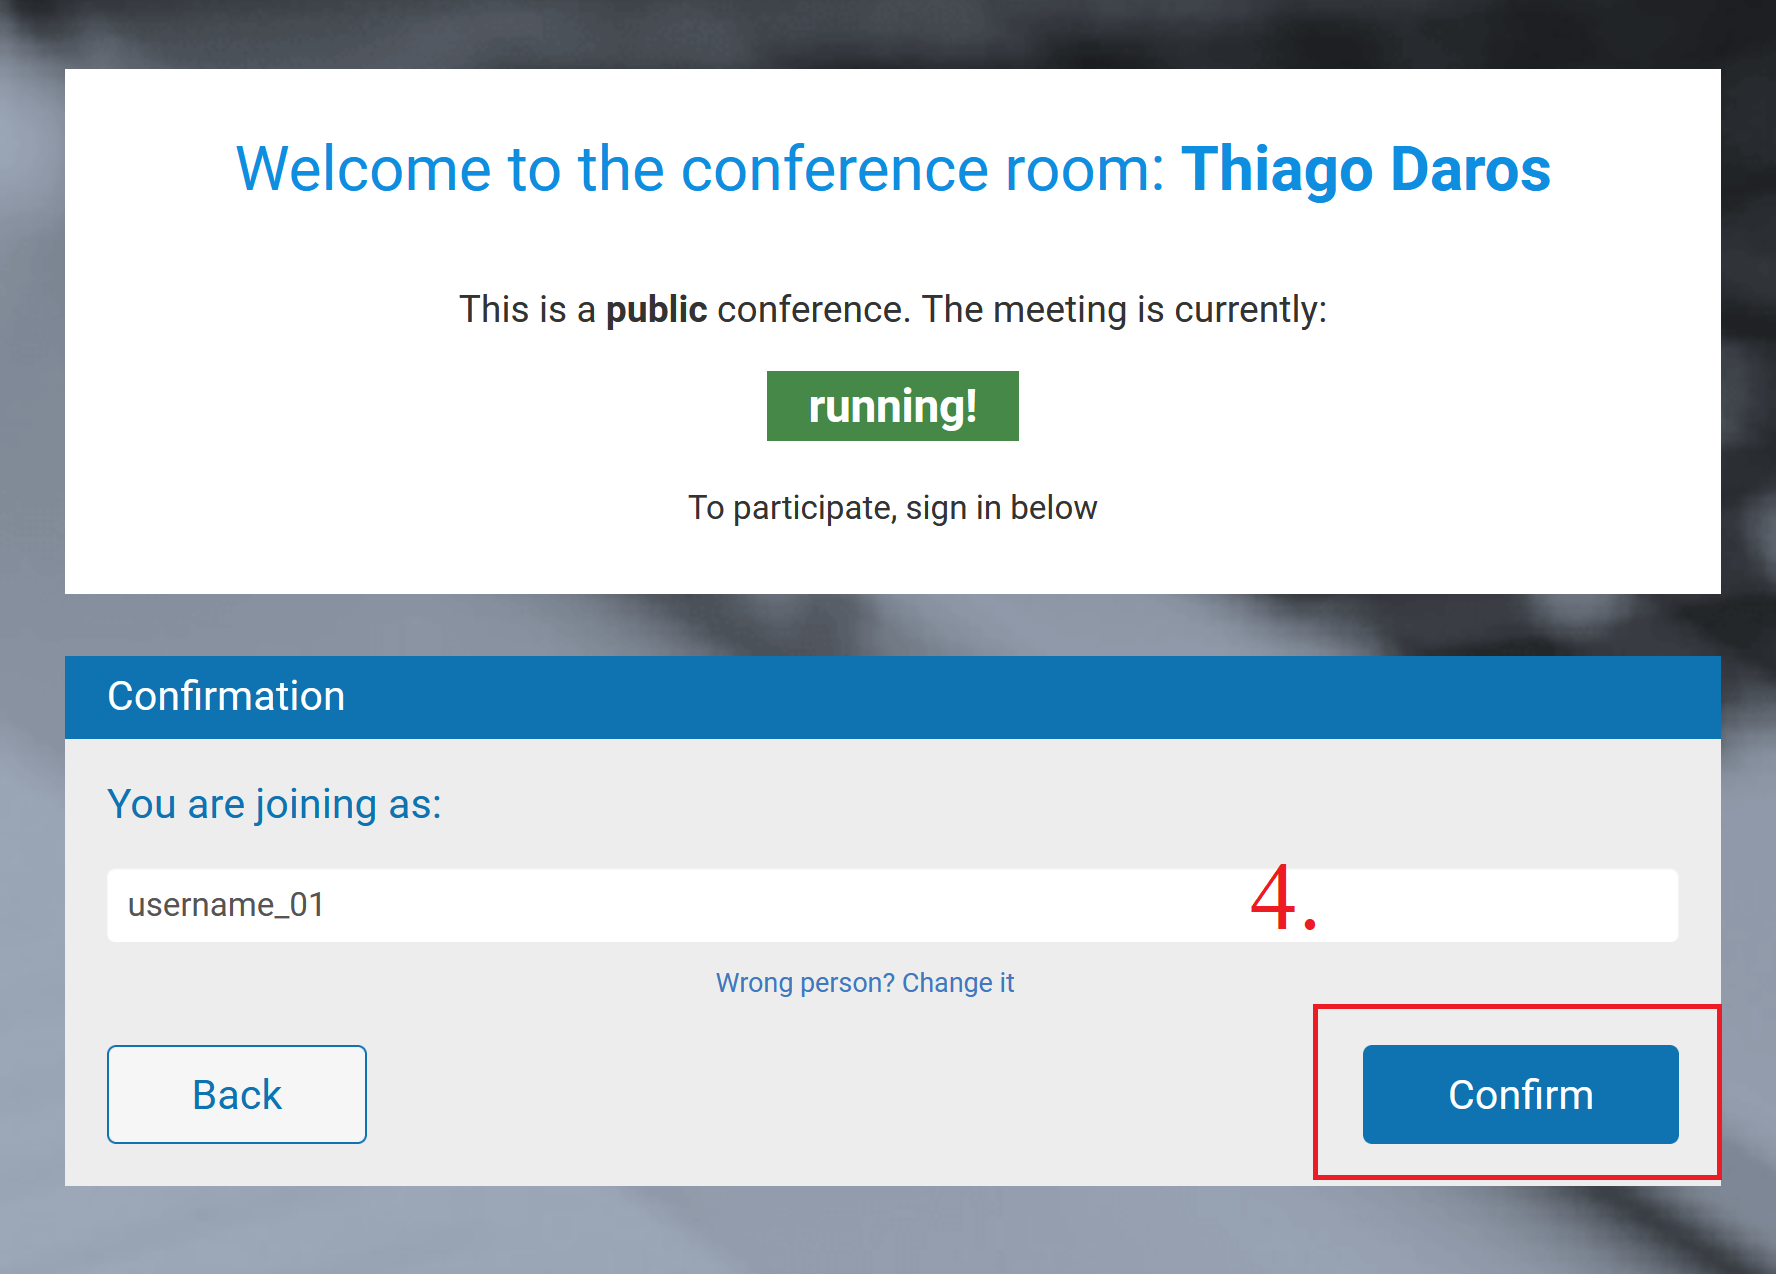 Welcome to the conference room: Thiago Daros
This is a public conference. The meeting is currently:
running!
To participate, sign in below
Confirmation
You are joining as:
username_01
4.
Wrong person? Change it
Back
Confirm